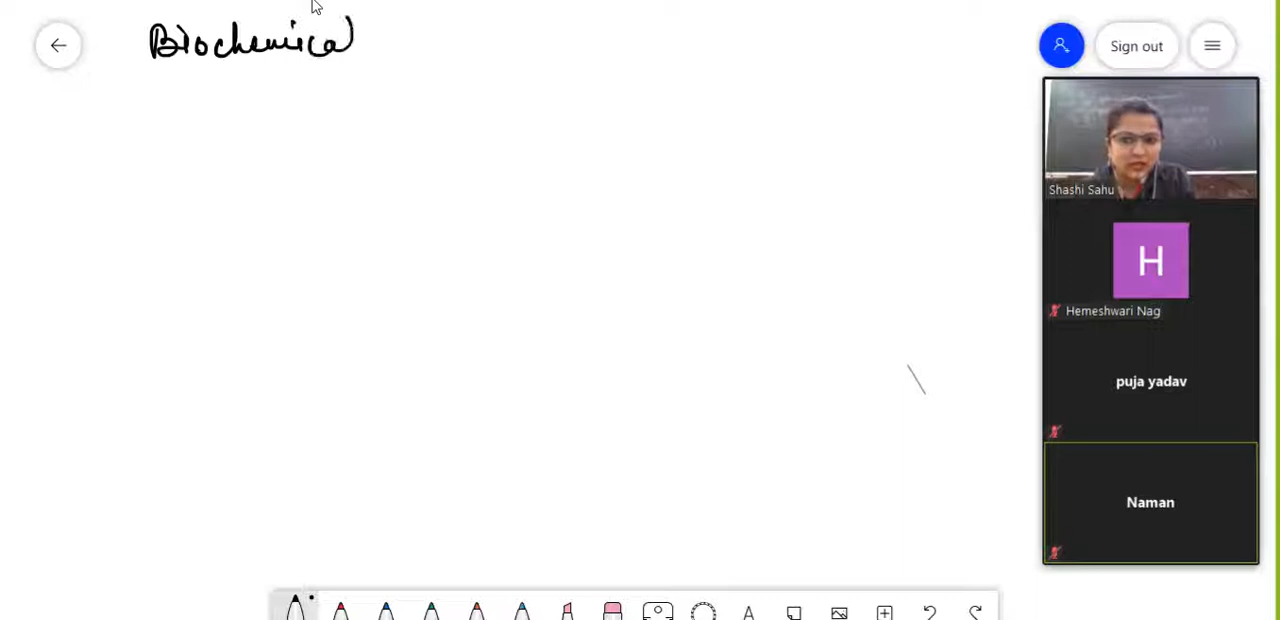 Biochemical
Sign out
Shashi Sahu
H
Hemeshwari Nag
puja yadav
Naman
A